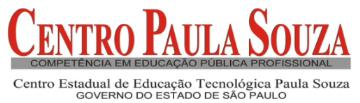 CENTRO PAULA SOUZA
COMPETÊNCIA EM EDUCAÇÃO PÚBLICA PROFISSIONAL
Centro Estadual de Educação Tecnológica Paula Souza
GOVERNO DO ESTADO DE SÃO PAULO